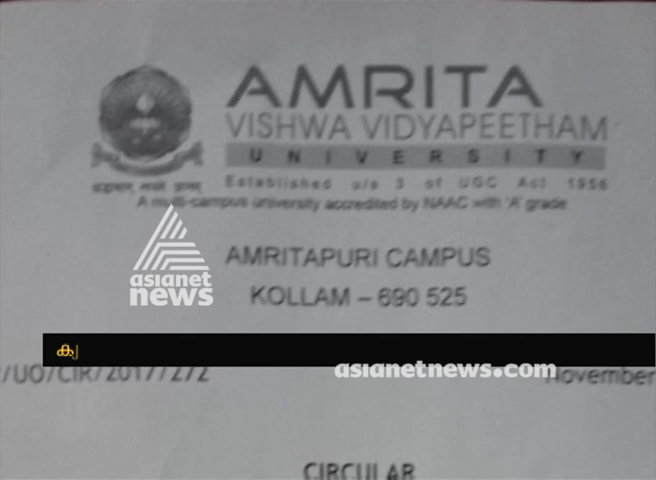 AMRITA
VISHWA VIDYAPEETHAM
UNIVERSITY
Established u/s 3 of UGC Act 1956
A multi-campus university accredited by NAAC with 'A' grade
AMRITAPURI CAMPUS
KOLLAM – 690 525
asianet
news
/UO/CIR/2017/272
November
asianetnews.com
CIRCULAR